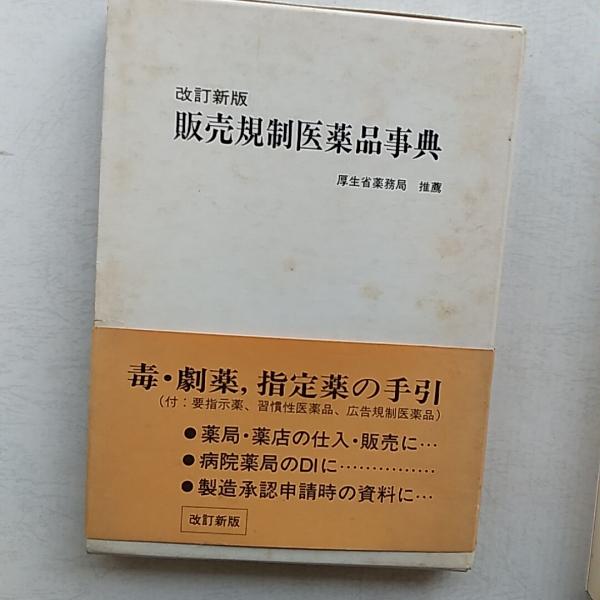 改訂新版
販売規制医薬品事典
厚生省薬務局 推薦
毒・劇薬,指定薬の手引
(付:要指示薬、習慣性医薬品、広告規制医薬品)
●薬局・薬店の仕入・販売に…
●病院薬局のDIに……………
●製造承認申請時の資料に…
改訂新版